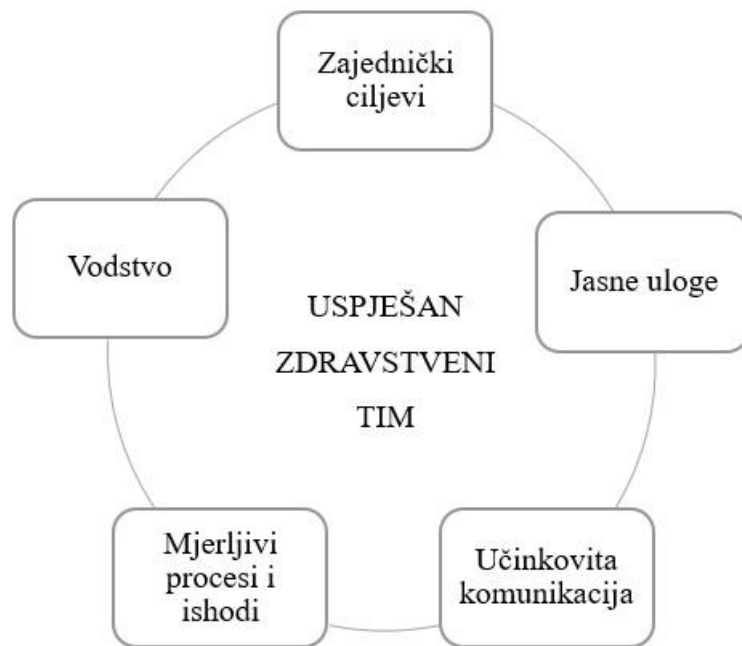 Zajednički
ciljevi
Vodstvo
Jasne uloge
USPJEŠAN
ZDRAVSTVENI
TIM
Mjerljivi
procesi i
ishodi
Učinkovita
komunikacija